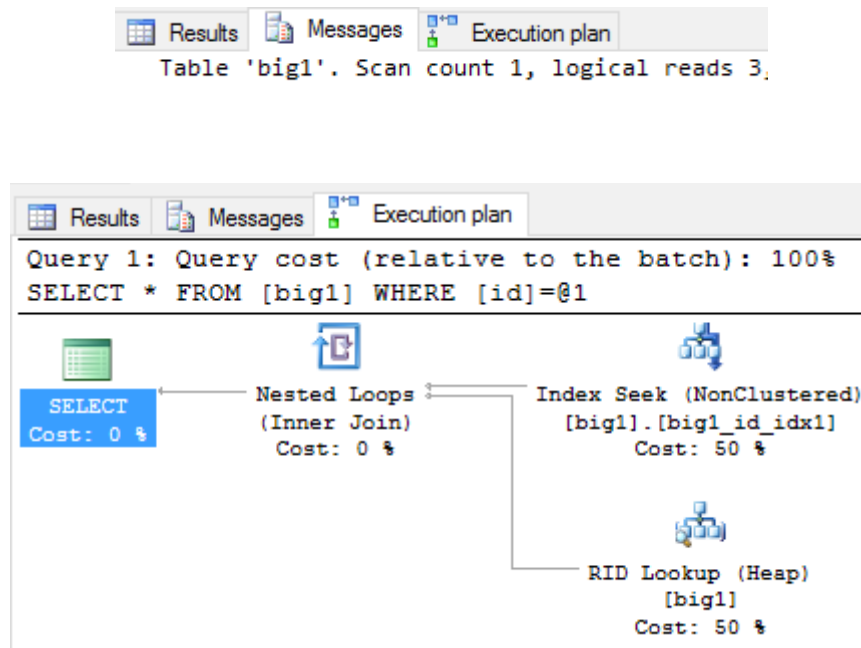 Results Messages Execution plan
Table 'big1'. Scan count 1, logical reads 3,
Results Messages Execution plan
Query 1: Query cost (relative to the batch): 100%
SELECT * FROM [big1] WHERE [id]=@1
SELECT
Cost: 0 %
Nested Loops
(Inner Join)
Cost: 0 %
Index Seek (NonClustered)
[big1].[big1_id_idx1]
Cost: 50 %
RID Lookup (Heap)
[big1]
Cost: 50 %